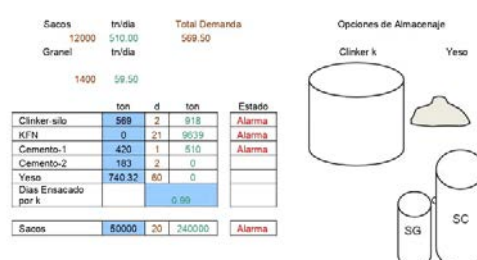 Sacos tn/dia Total Demanda
12000 510.00 569.50
Granel tn/dia
1400 59.50
ton d ton Estado
Clinker-silo 569 2 918 Alarma
KFN 0 21 9639 Alarma
Cemento-1 420 1 510 Alarma
Cemento-2 183 2 0
Yeso 740.32 60 0
Dias Ensacado
por k 0.99
Sacos 50000 20 240000 Alarma
Opciones de Almacenaje
Clinker k Yeso
SG SC